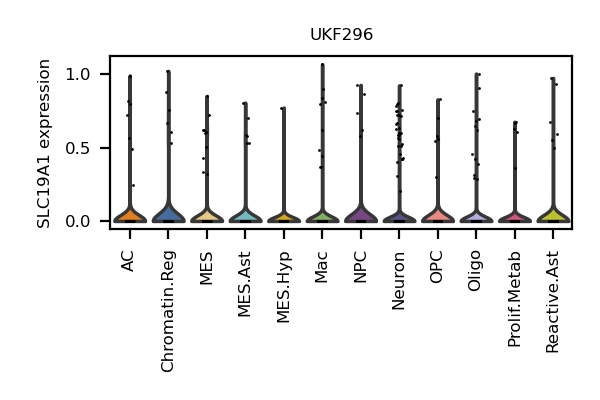 UKF296
SLC19A1 expression
1.0
0.5
0.0
AC
Chromatin.Reg
MES
MES.Ast
MES.Hyp
Mac
NPC
Neuron
OPC
Oligo
Prolif.Metab
Reactive.Ast